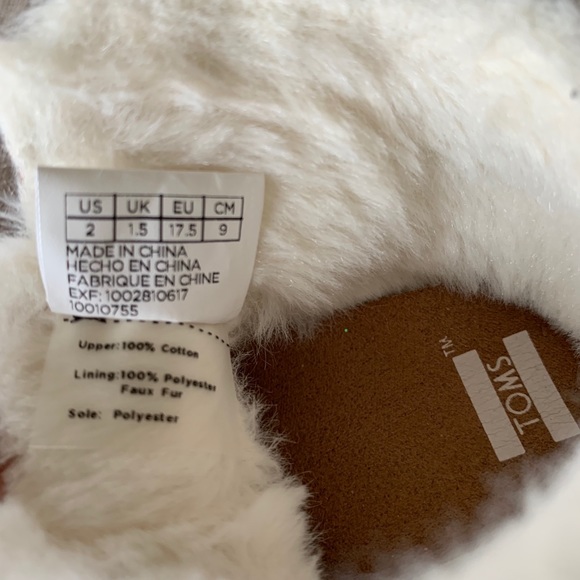 US UK EU CM
2 1.5 17.5 9
MADE IN CHINA
HECHO EN CHINA
FABRIQUE EN CHINE
EXF: 1002810617
10010755
Upper:100% Cotton
Lining:100% Polyester
Faux Fur
Sole: Polyester
TOMS
TM